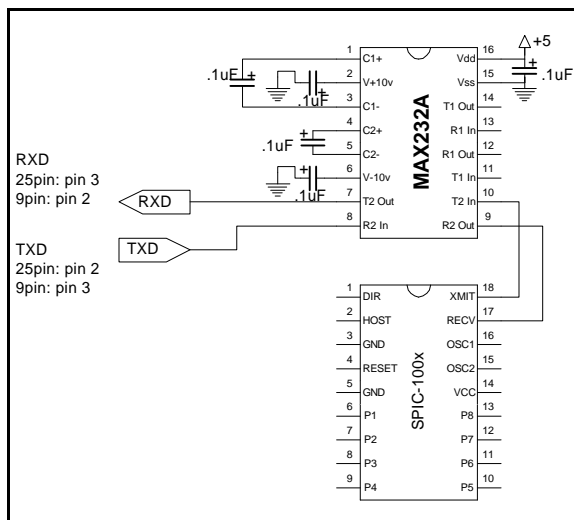 +5
1 C1+ Vdd 16
.1uF +
+ .1uF
2 V+10v Vss 15
+ .1uF
3 C1- T1 Out 14
4 C2+ R1 In 13
+ .1uF
5 C2- R1 Out 12
6 V-10v T1 In 11
+ .1uF
7 T2 Out T2 In 10
8 R2 In R2 Out 9
MAX232A
RXD
25pin: pin 3
9pin: pin 2
RXD
TXD
25pin: pin 2
9pin: pin 3
TXD
1 DIR XMIT 18
2 HOST RECV 17
3 GND OSC1 16
4 RESET OSC2 15
5 GND VCC 14
6 P1 P8 13
7 P2 P7 12
8 P3 P6 11
9 P4 P5 10
SPIC-100x